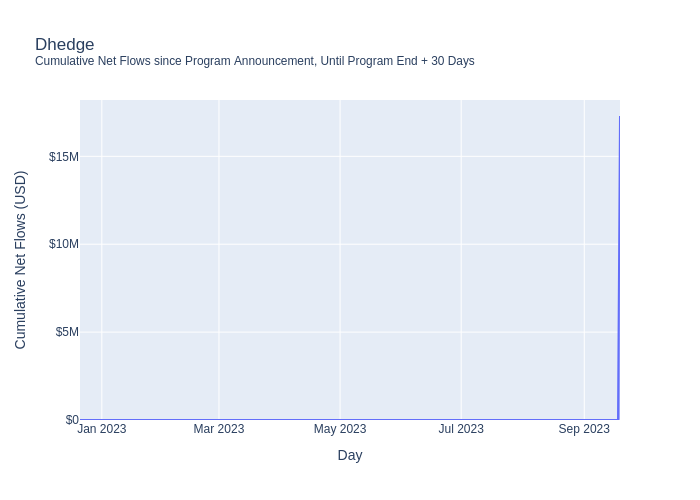 Dhedge
Cumulative Net Flows since Program Announcement, Until Program End + 30 Days
Cumulative Net Flows (USD)
$15M
$10M
$5M
$0
Jan 2023
Mar 2023
May 2023
Jul 2023
Sep 2023
Day